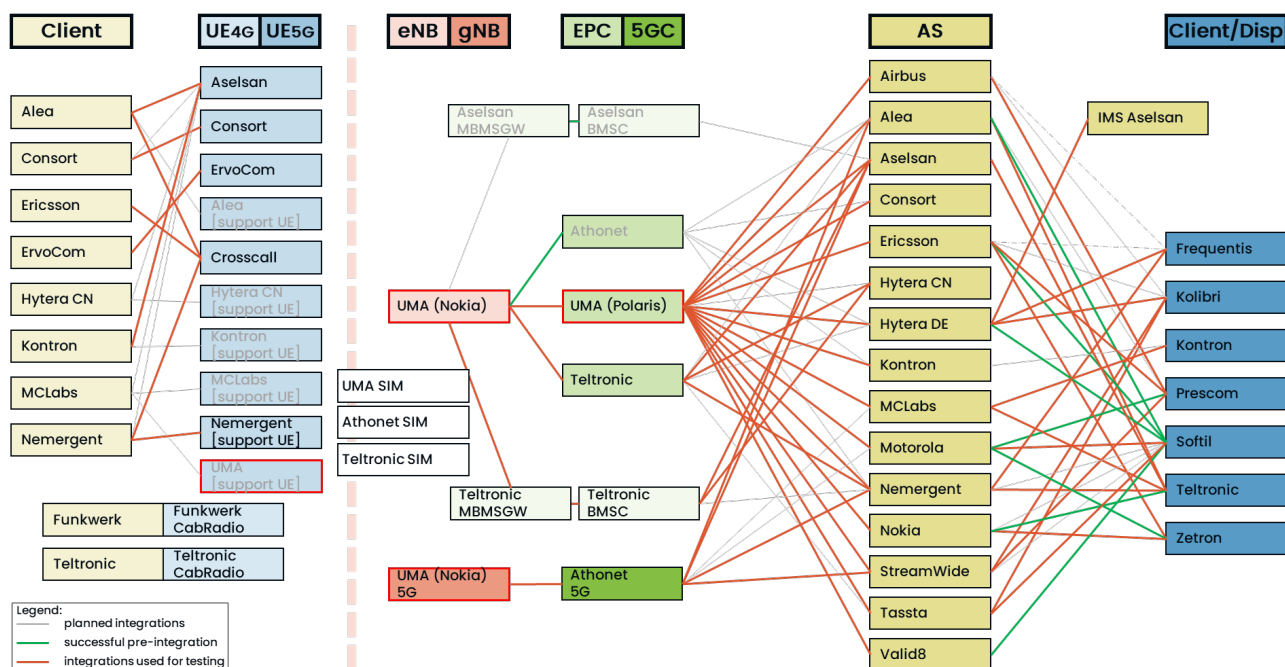 Client
UE4G UE5G
eNB gNB
EPC 5GC
AS
Client/Disp
Alea
Consort
Ericsson
ErvoCom
Hytera CN
Kontron
MCLabs
Nemergent
Aselsan
Consort
ErvoCom
Alea
[support UE]
Crosscall
Hytera CN
[support UE]
Kontron
[support UE]
MCLabs
[support UE]
Nemergent
[support UE]
UMA
[support UE]
Funkwerk
Funkwerk
CabRadio
Teltronic
Teltronic
CabRadio
Legend:
planned integrations
successful pre-integration
integrations used for testing
UMA SIM
Athonet SIM
Teltronic SIM
Aselsan
MBMSGW
Aselsan
BMSC
UMA (Nokia)
Athonet
UMA (Polaris)
Teltronic
Teltronic
MBMSGW
Teltronic
BMSC
UMA (Nokia)
5G
Athonet
5G
Airbus
Alea
Aselsan
Consort
Ericsson
Hytera CN
Hytera DE
Kontron
MCLabs
Motorola
Nemergent
Nokia
StreamWide
Tassta
Valid8
IMS Aselsan
Frequentis
Kolibri
Kontron
Prescom
Softil
Teltronic
Zetron